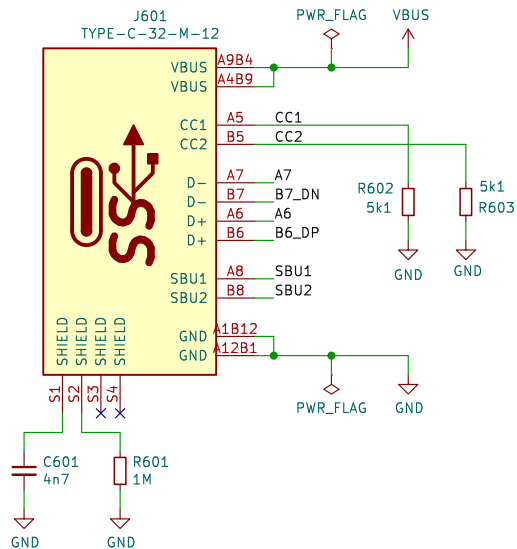 J601
TYPE-C-32-M-12
PWR_FLAG
VBUS
VBUS
A9B4
VBUS
A4B9
CC1
A5
CC1
CC2
B5
CC2
D-
A7
A7
D-
B7
B7_DN
D+
A6
A6
D+
B6
B6_DP
SS
R602
5k1
5k1
R603
GND
GND
SBU1
A8
SBU1
SBU2
B8
SBU2
GND
A1B12
GND
A12B1
SHIELD
SHIELD
SHIELD
SHIELD
S1
S2
S3
S4
PWR_FLAG
GND
C601
4n7
R601
1M
GND
GND